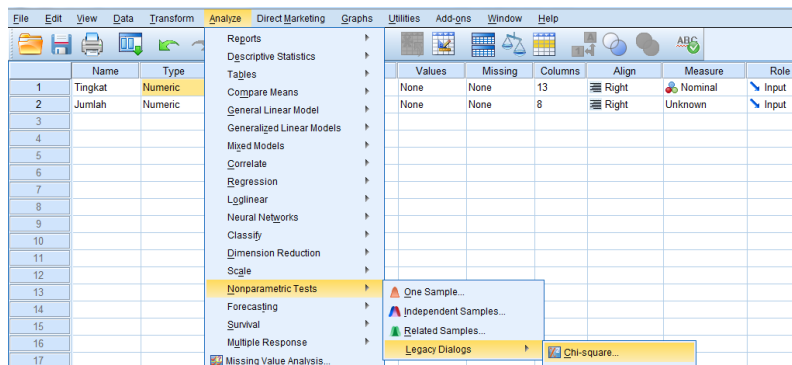 File Edit View Data Transform Analyze Direct Marketing Graphs Utilities Add-ons Window Help
Reports
Descriptive Statistics
Tables
Compare Means
General Linear Model
Generalized Linear Models
Mixed Models
Correlate
Regression
Loglinear
Neural Networks
Classify
Dimension Reduction
Scale
Nonparametric Tests
Forecasting
Survival
Multiple Response
Missing Value Analysis...
One Sample...
Independent Samples...
Related Samples...
Legacy Dialogs
Chi-square...
A
ABC
Name Type Values Missing Columns Align Measure Role
1 Tingkat Numeric None None 13 Right Nominal Input
2 Jumlah Numeric None None 8 Right Unknown Input
3
4
5
6
7
8
9
10
11
12
13
14
15
16
17